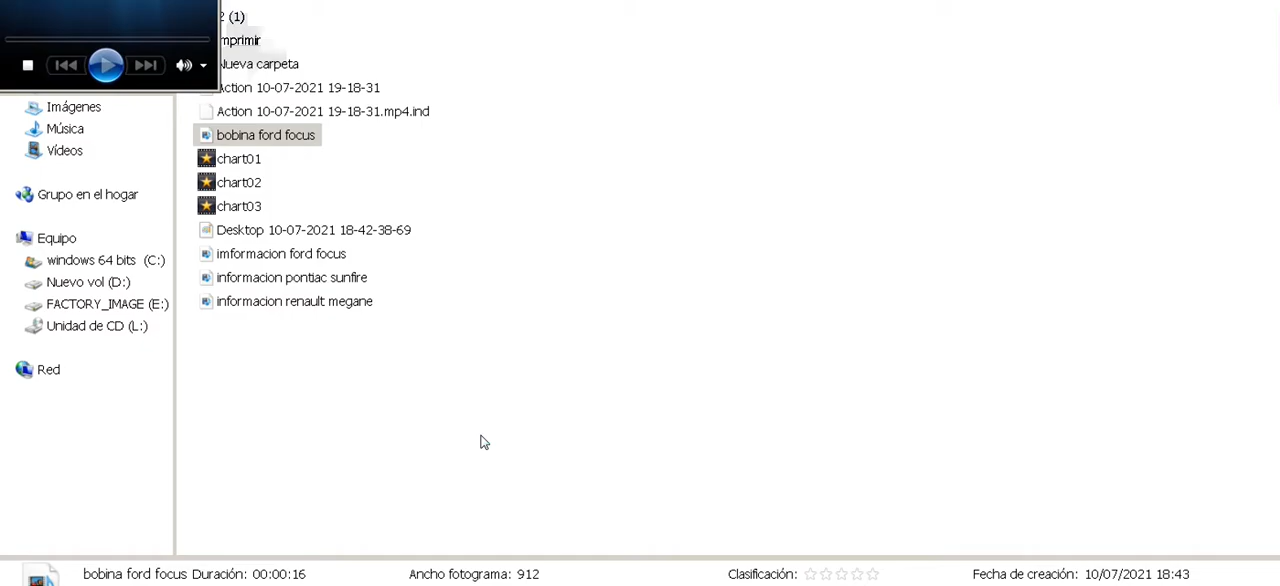 2 (1)
mprimir
Nueva carpeta
Action 10-07-2021 19-18-31
Imágenes
Action 10-07-2021 19-18-31.mp4.ind
Música
bobina ford focus
Vídeos
chart01
chart02
Grupo en el hogar
chart03
Desktop 10-07-2021 18-42-38-69
Equipo
imformacion ford focus
windows 64 bits (C:)
informacion pontiac sunfire
Nuevo vol (D:)
informacion renault megane
FACTORY_IMAGE (E:)
Unidad de CD (L:)
Red
bobina ford focus Duración: 00:00:16 Ancho fotograma: 912 Clasificación: Fecha de creación: 10/07/2021 18:43